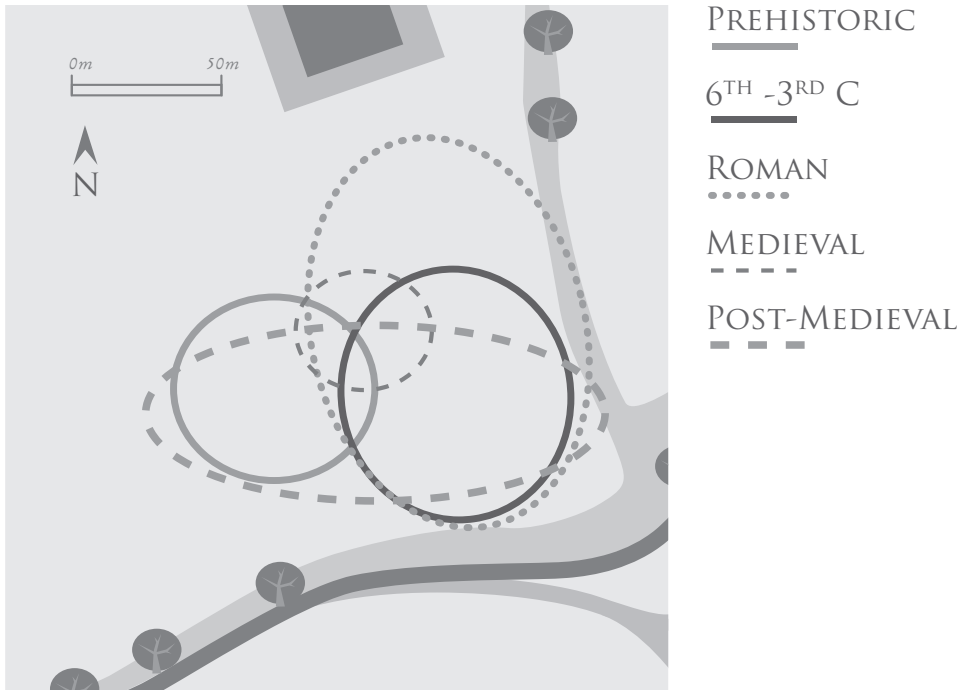 0m 50m
N
PREHISTORIC
6TH -3RD C
ROMAN
MEDIEVAL
POST-MEDIEVAL